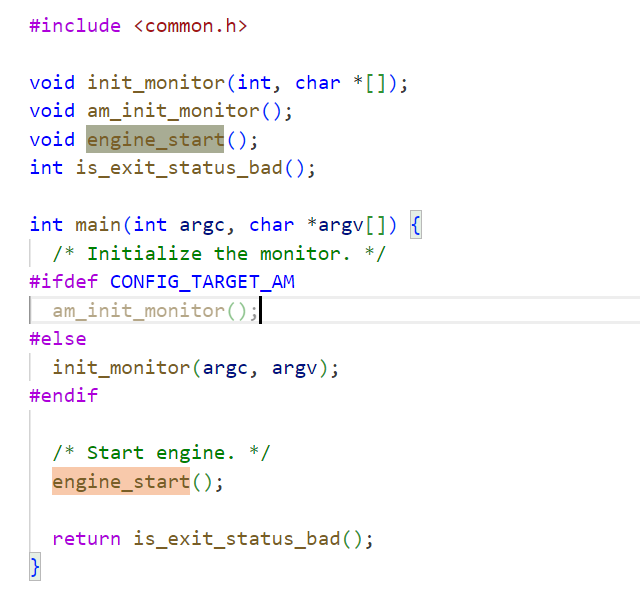 #include <common.h>

void init_monitor(int, char *[]);
void am_init_monitor();
void engine_start();
int is_exit_status_bad();

int main(int argc, char *argv[]) {
  /* Initialize the monitor. */
#ifdef CONFIG_TARGET_AM
  am_init_monitor();
#else
  init_monitor(argc, argv);
#endif

  /* Start engine. */
  engine_start();

  return is_exit_status_bad();
}